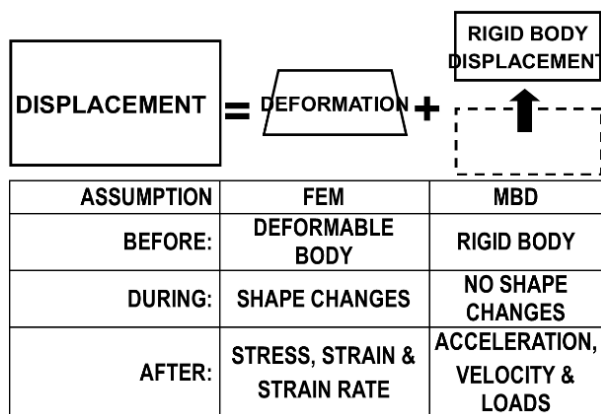 RIGID BODY
DISPLACEMENT
DISPLACEMENT = DEFORMATION +
ASSUMPTION FEM MBD
BEFORE: DEFORMABLE BODY RIGID BODY
DURING: SHAPE CHANGES NO SHAPE CHANGES
AFTER: STRESS, STRAIN & STRAIN RATE ACCELERATION, VELOCITY & LOADS